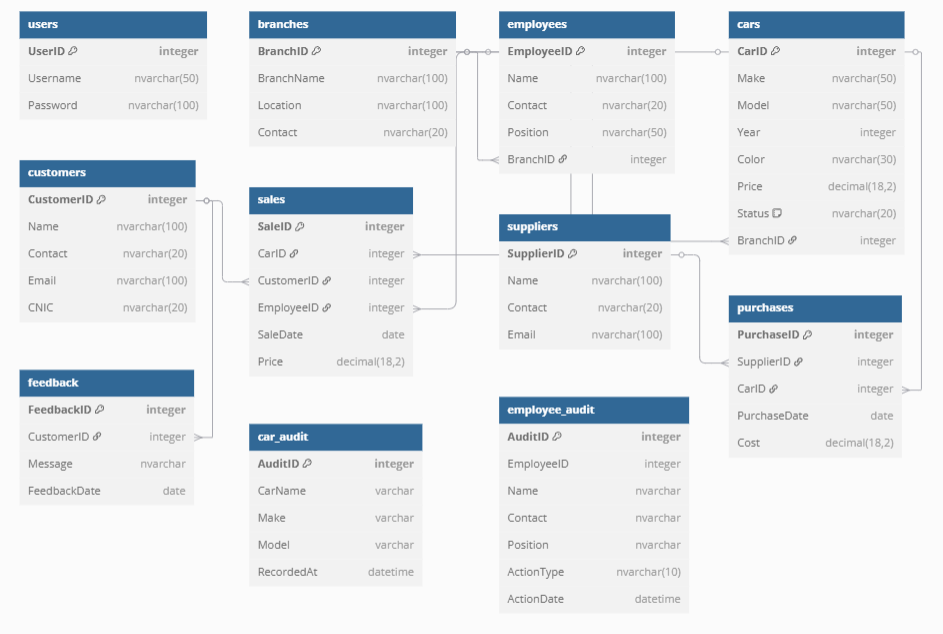 users
UserID integer
Username nvarchar(50)
Password nvarchar(100)
branches
BranchID integer
BranchName nvarchar(100)
Location nvarchar(100)
Contact nvarchar(20)
employees
EmployeeID integer
Name nvarchar(100)
Contact nvarchar(20)
Position nvarchar(50)
BranchID integer
cars
CarID integer
Make nvarchar(50)
Model nvarchar(50)
Year integer
Color nvarchar(30)
Price decimal(18,2)
Status nvarchar(20)
BranchID integer
customers
CustomerID integer
Name nvarchar(100)
Contact nvarchar(20)
Email nvarchar(100)
CNIC nvarchar(20)
sales
SaleID integer
CarID integer
CustomerID integer
EmployeeID integer
SaleDate date
Price decimal(18,2)
suppliers
SupplierID integer
Name nvarchar(100)
Contact nvarchar(20)
Email nvarchar(100)
purchases
PurchaseID integer
SupplierID integer
CarID integer
PurchaseDate date
Cost decimal(18,2)
feedback
FeedbackID integer
CustomerID integer
Message nvarchar
FeedbackDate date
car_audit
AuditID integer
CarName varchar
Make varchar
Model varchar
RecordedAt datetime
employee_audit
AuditID integer
EmployeeID integer
Name nvarchar
Contact nvarchar
Position nvarchar
ActionType nvarchar(10)
ActionDate datetime